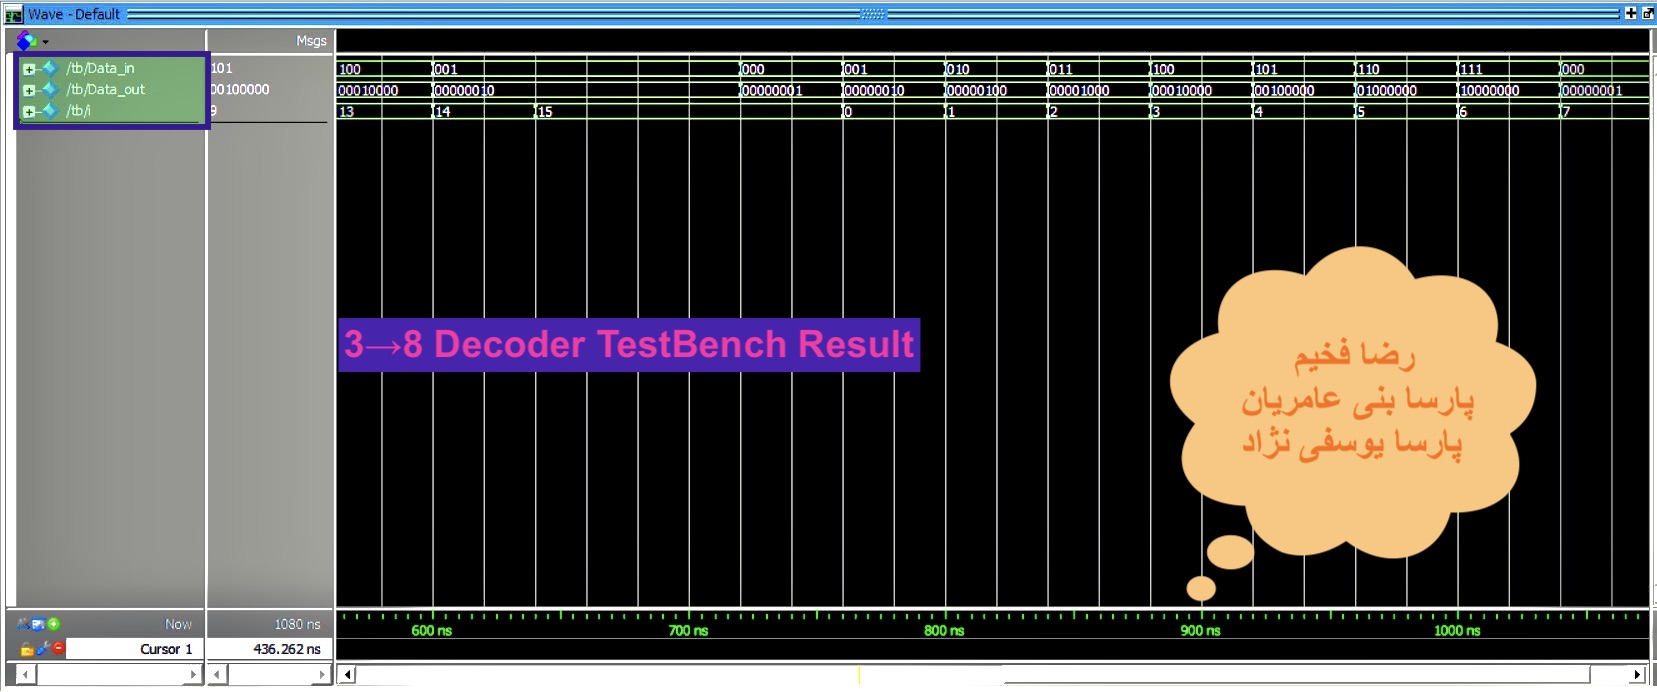 Wave - Default
Msgs
/tb/Data_in 101 100 001 000 001 010 011 100 101 110 111 000
/tb/Data_out 00100000 00010000 00000010 00000001 00000010 00000100 00001000 00010000 00100000 01000000 10000000 00000001
/tb/i 9 13 14 15 0 1 2 3 4 5 6 7
3→8 Decoder TestBench Result
رضا فخیم
پارسا بنی عامریان
پارسا یوسفی نژاد
Now 1080 ns 600 ns 700 ns 800 ns 900 ns 1000 ns
Cursor 1 436.262 ns